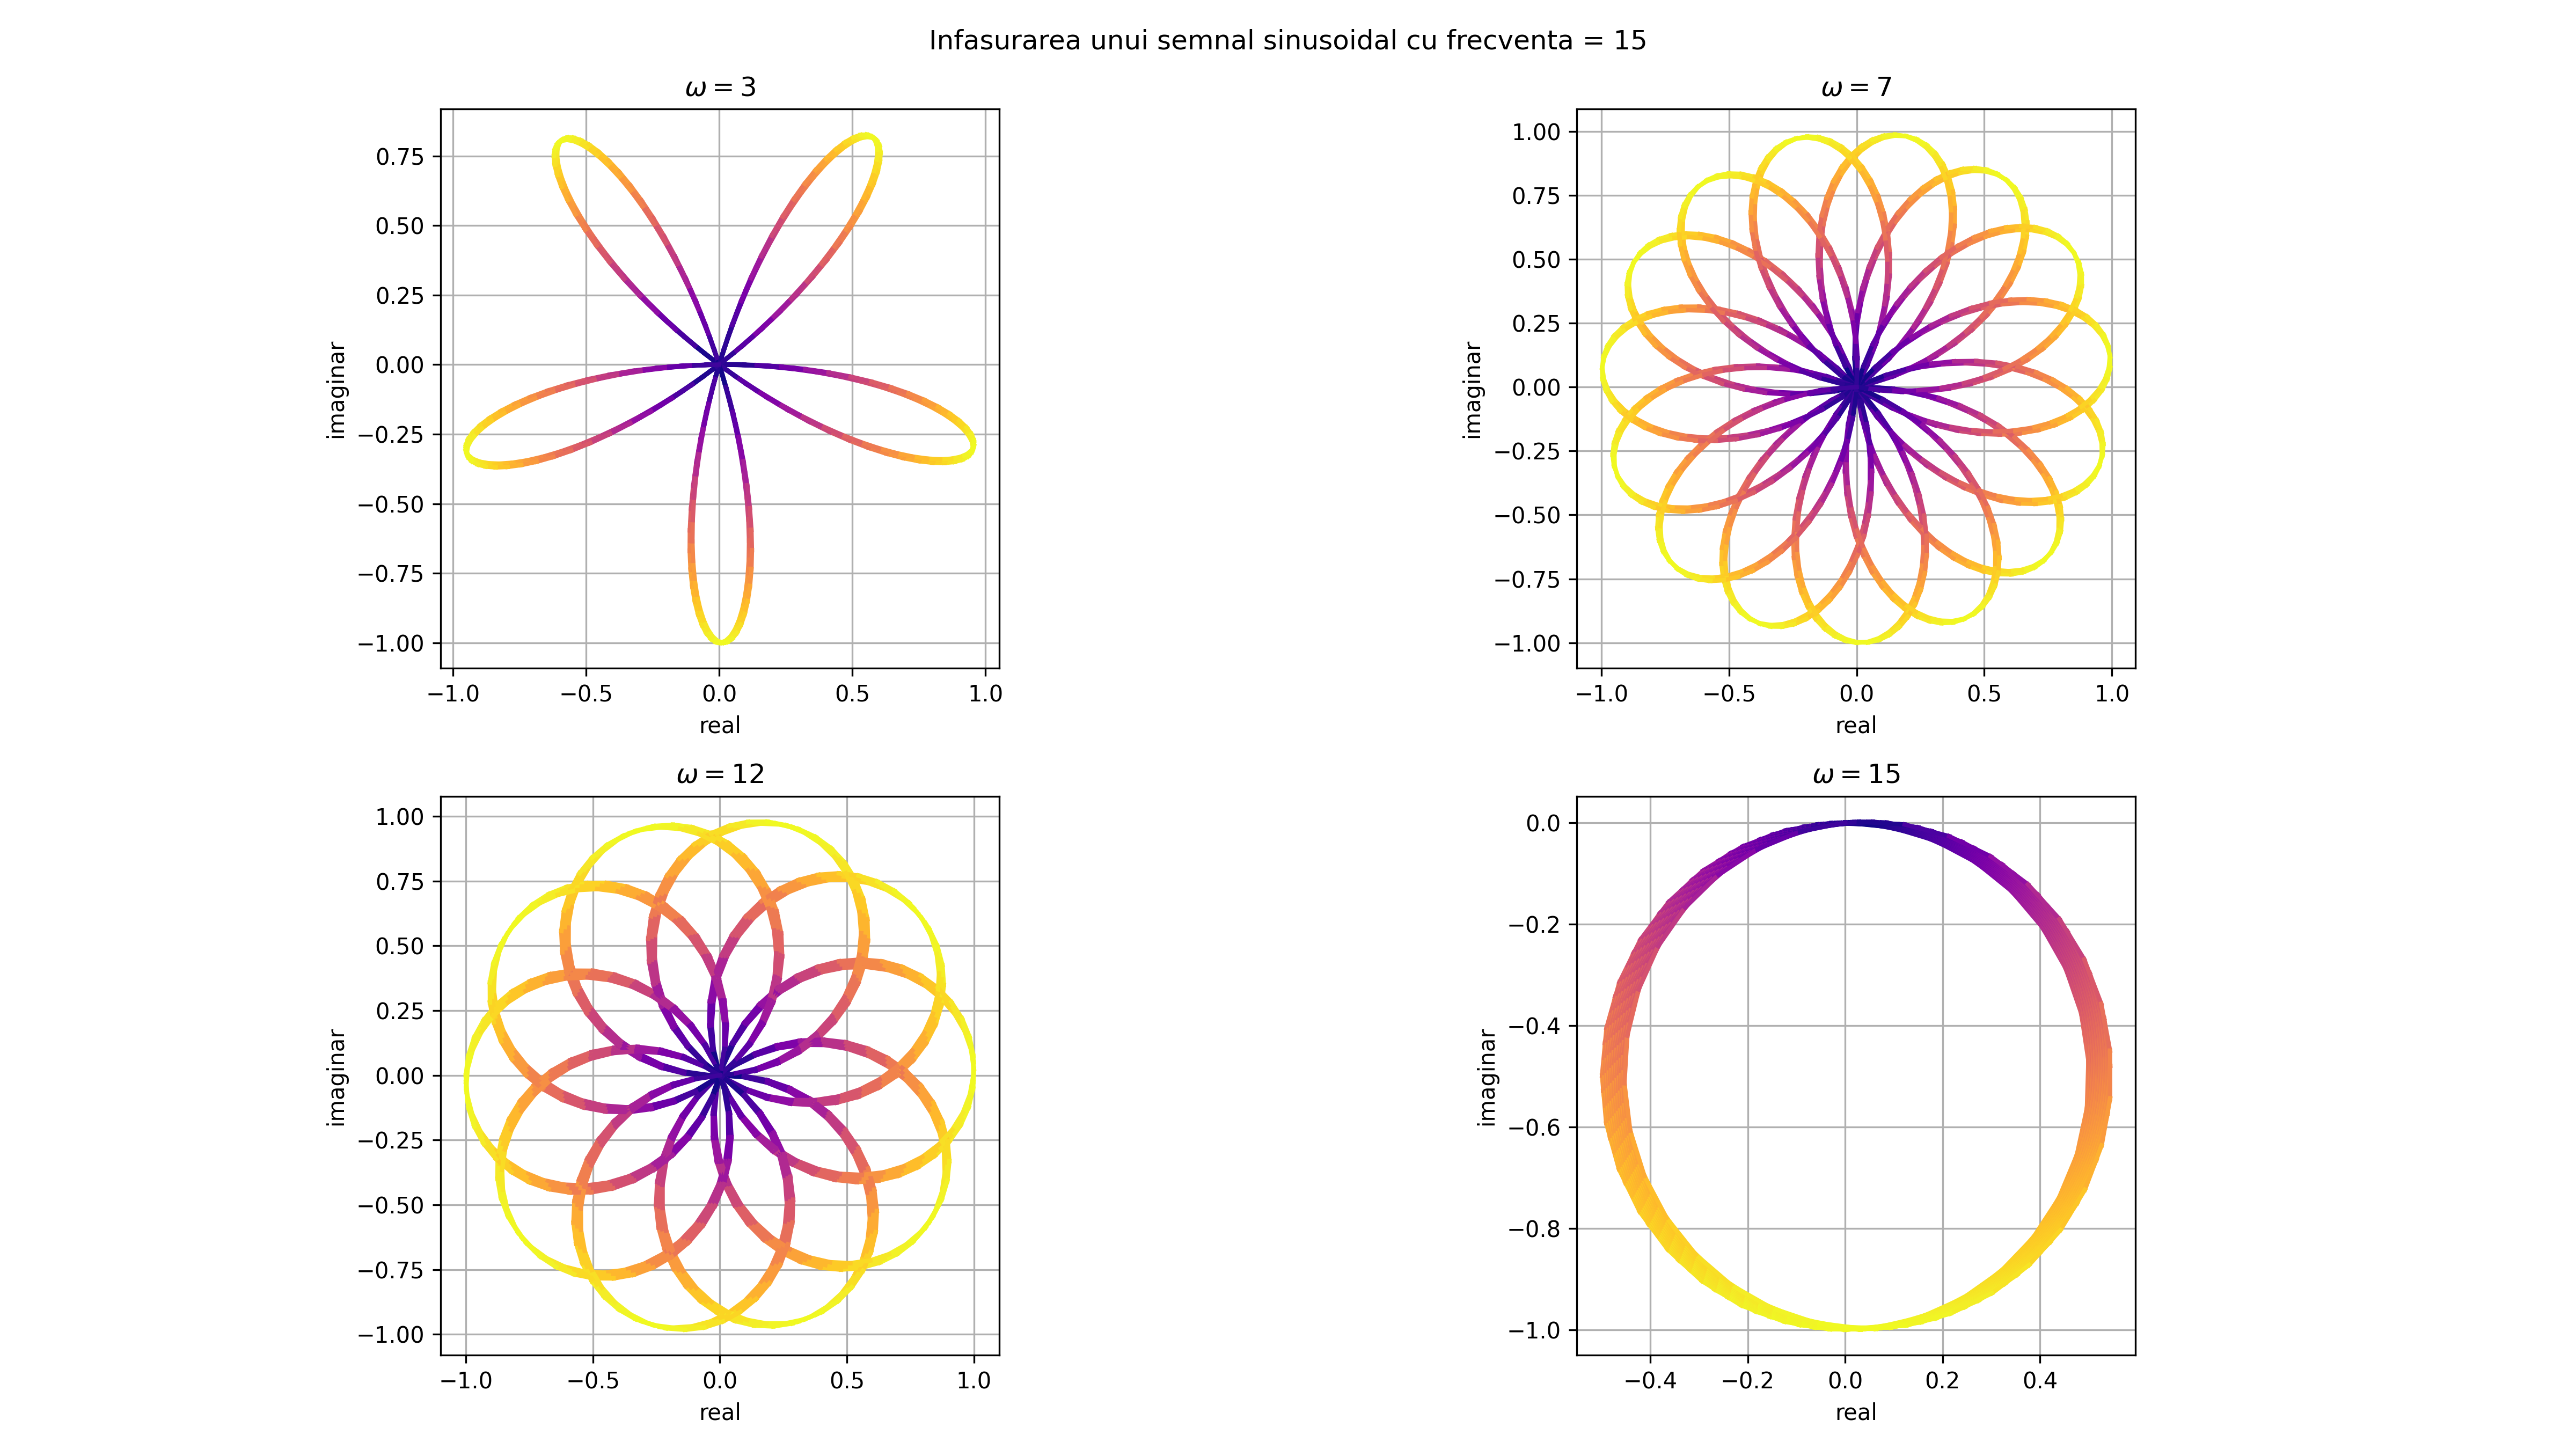 Infasurarea unui semnal sinusoidal cu frecventa = 15
ω = 3
0.75
0.50
0.25
0.00
−0.25
−0.50
−0.75
−1.00
imaginar
−1.0 −0.5 0.0 0.5 1.0
real
ω = 7
1.00
0.75
0.50
0.25
0.00
−0.25
−0.50
−0.75
−1.00
imaginar
−1.0 −0.5 0.0 0.5 1.0
real
ω = 12
1.00
0.75
0.50
0.25
0.00
−0.25
−0.50
−0.75
−1.00
imaginar
−1.0 −0.5 0.0 0.5 1.0
real
ω = 15
0.0
−0.2
−0.4
−0.6
−0.8
−1.0
imaginar
−0.4 −0.2 0.0 0.2 0.4
real